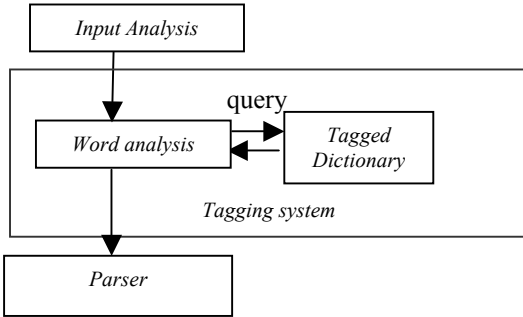 Input Analysis
query
Word analysis
Tagged
Dictionary
Tagging system
Parser